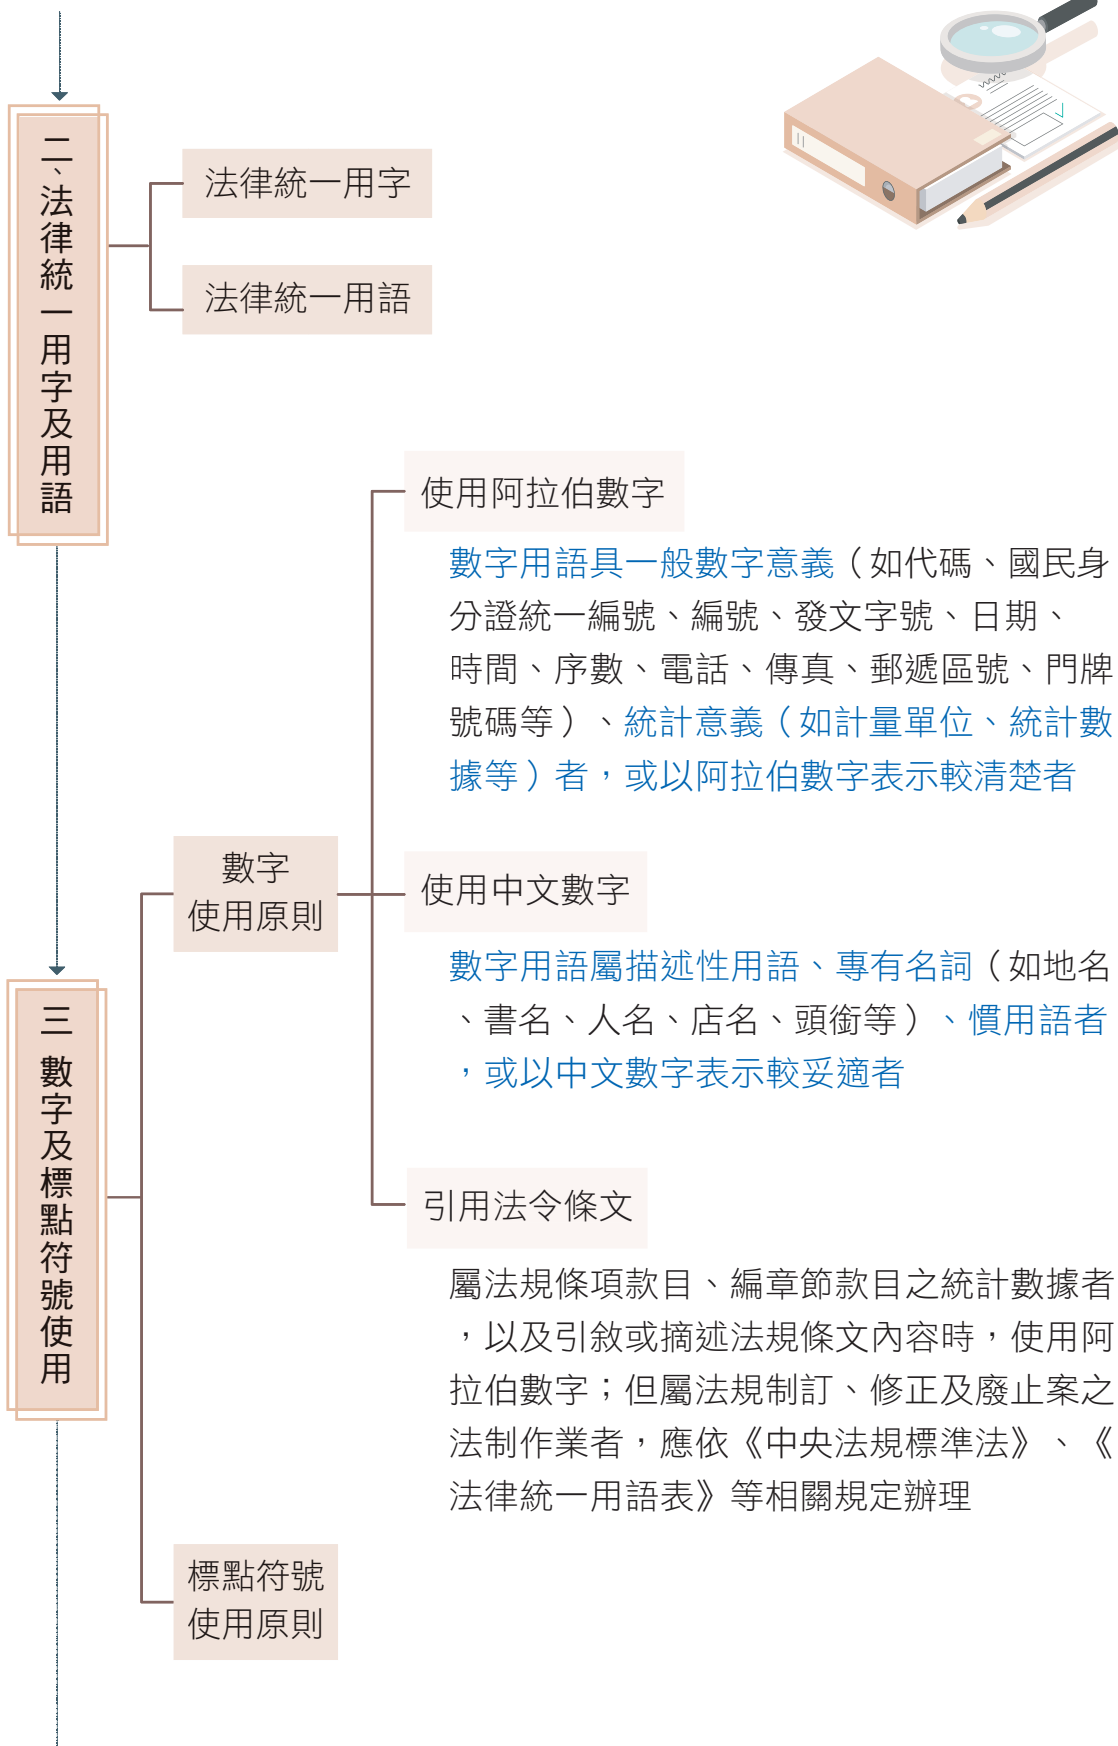 二、法律統一用字及用語
法律統一用字
法律統一用語
三 數字及標點符號使用
數字
使用原則
使用阿拉伯數字
數字用語具一般數字意義（如代碼、國民身
分證統一編號、編號、發文字號、日期、
時間、序數、電話、傳真、郵遞區號、門牌
號碼等）、統計意義（如計量單位、統計數
據等）者，或以阿拉伯數字表示較清楚者
使用中文數字
數字用語屬描述性用語、專有名詞（如地名
、書名、人名、店名、頭銜等）、慣用語者
，或以中文數字表示較妥適者
引用法令條文
屬法規條項款目、編章節款目之統計數據者
，以及引敘或摘述法規條文內容時，使用阿
拉伯數字；但屬法規制訂、修正及廢止案之
法制作業者，應依《中央法規標準法》、《
法律統一用語表》等相關規定辦理
標點符號
使用原則